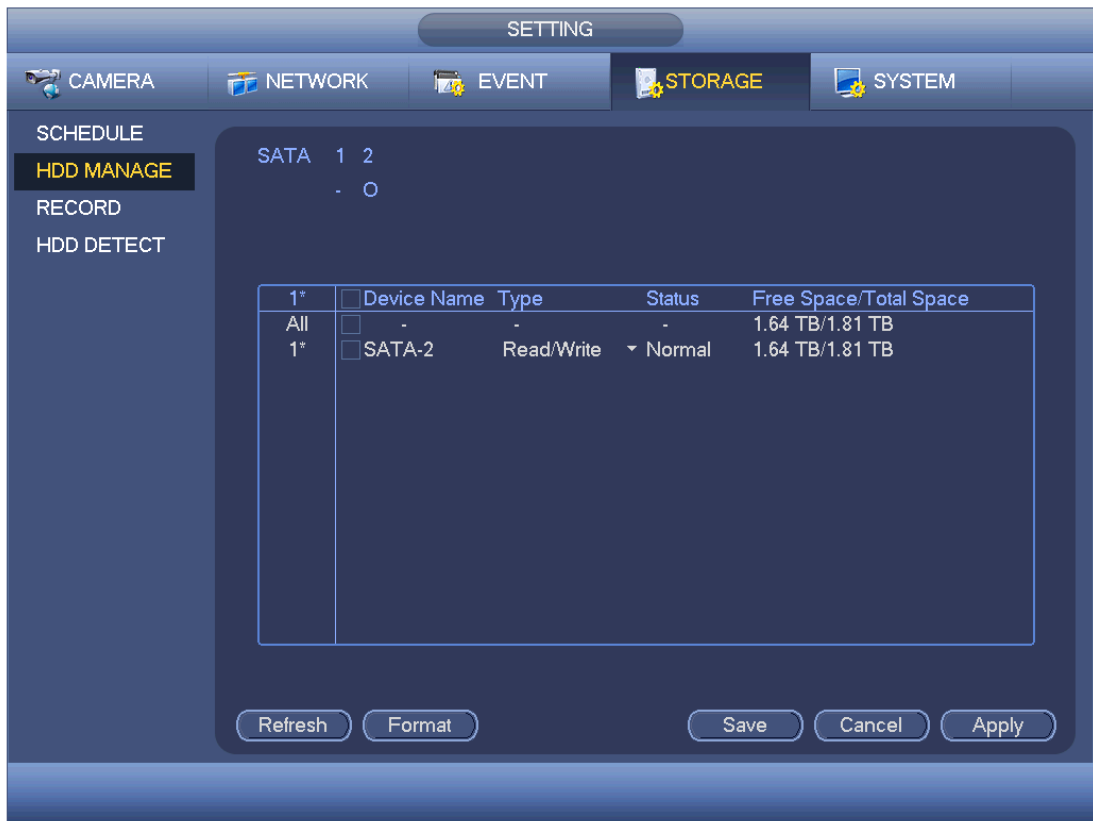 SETTING
CAMERA NETWORK EVENT STORAGE SYSTEM
SCHEDULE
HDD MANAGE
RECORD
HDD DETECT
SATA 1 2
- O
1* Device Name Type Status Free Space/Total Space
All - - - 1.64 TB/1.81 TB
1* SATA-2 Read/Write Normal 1.64 TB/1.81 TB
Refresh Format Save Cancel Apply